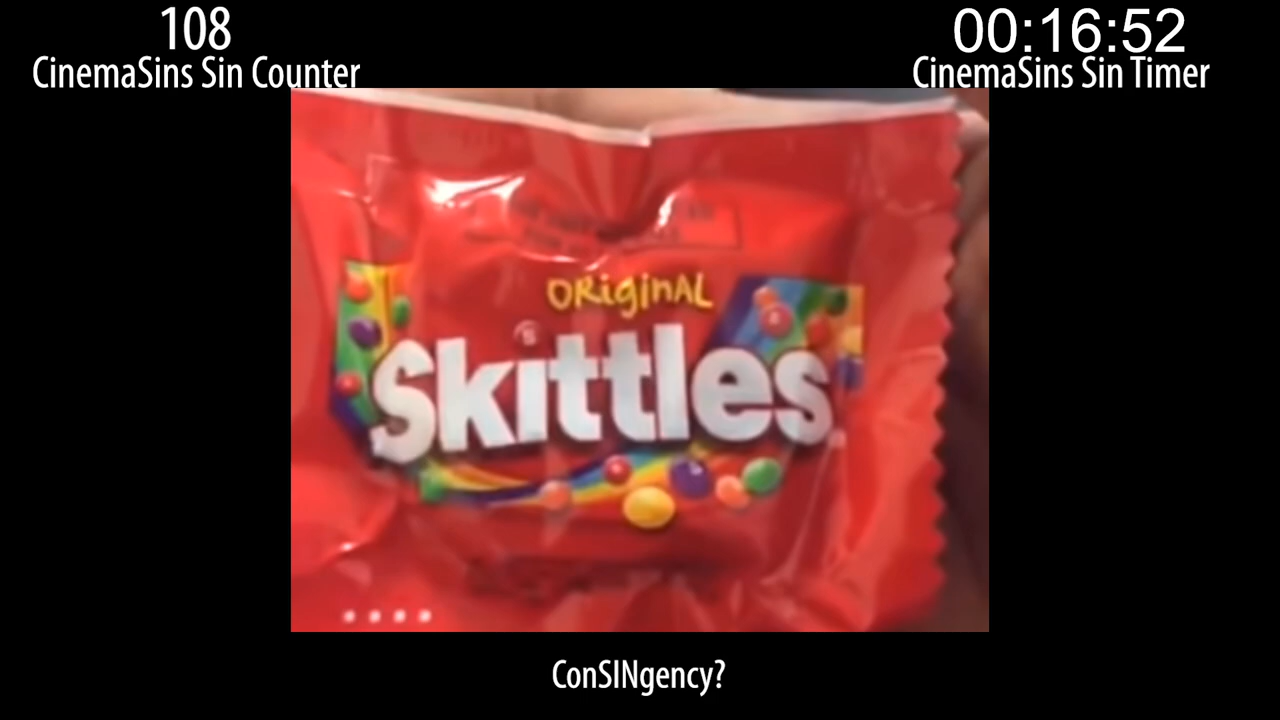 108
CinemaSins Sin Counter
00:16:52
CinemaSins Sin Timer
ORiginAL
Skittles
ConSINgency?